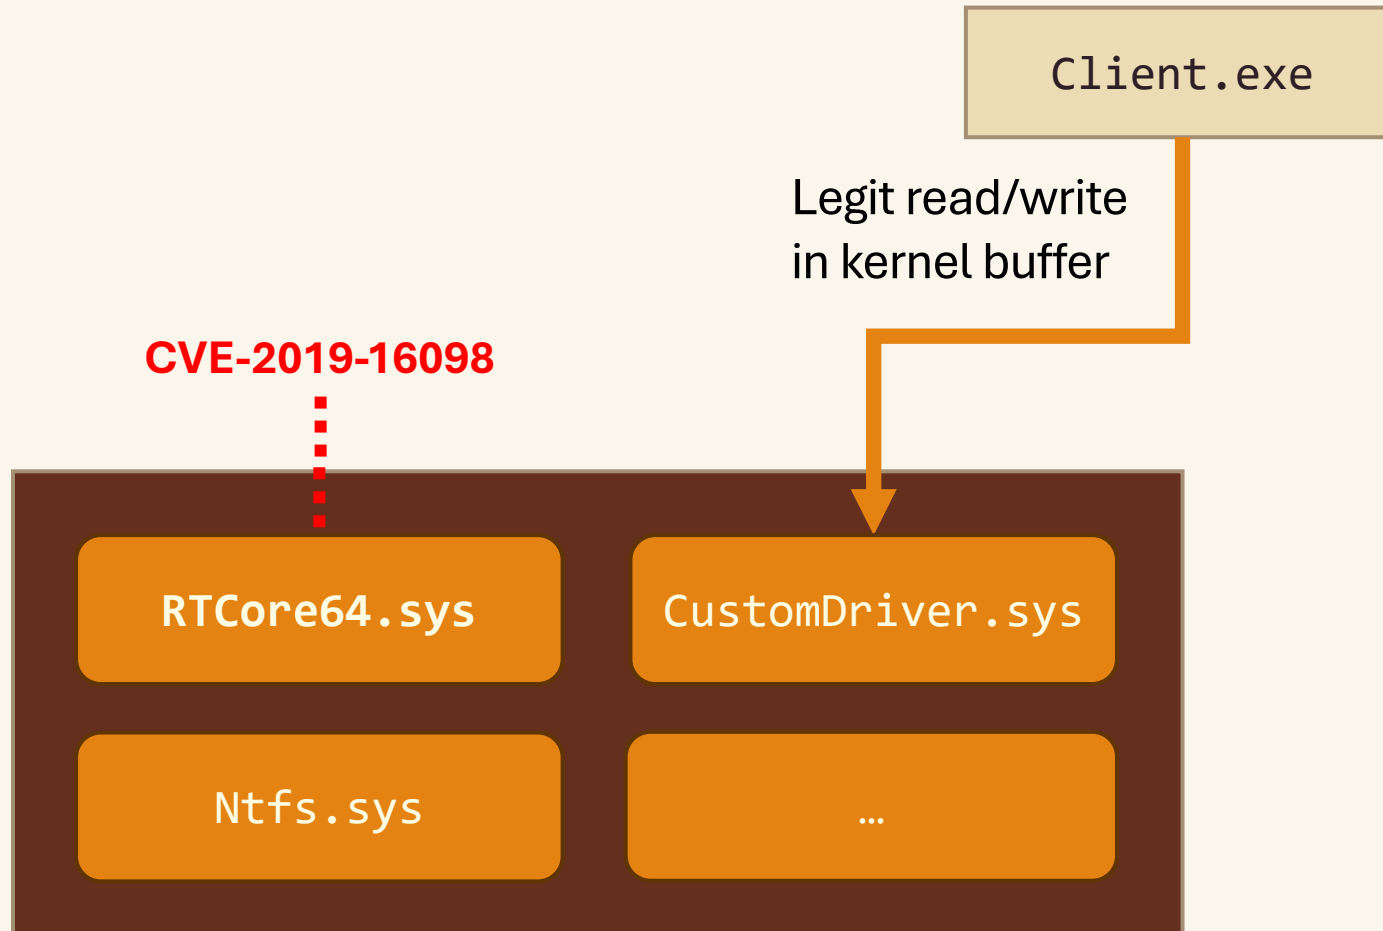 Client.exe
Legit read/write
in kernel buffer
CVE-2019-16098
RTCore64.sys
CustomDriver.sys
Ntfs.sys
…